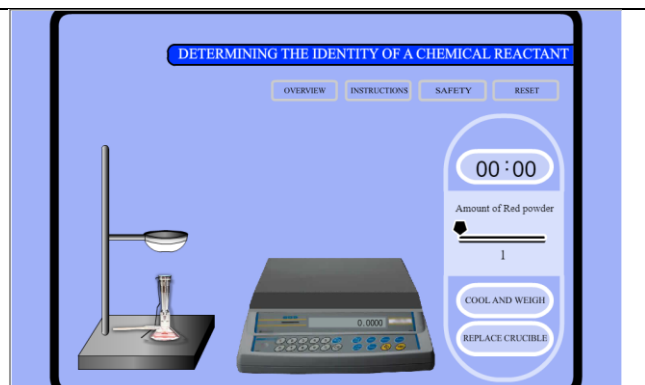 DETERMINING THE IDENTITY OF A CHEMICAL REACTANT
OVERVIEW INSTRUCTIONS SAFETY RESET
00:00
Amount of Red powder
1
0.0000
COOL AND WEIGH
REPLACE CRUCIBLE